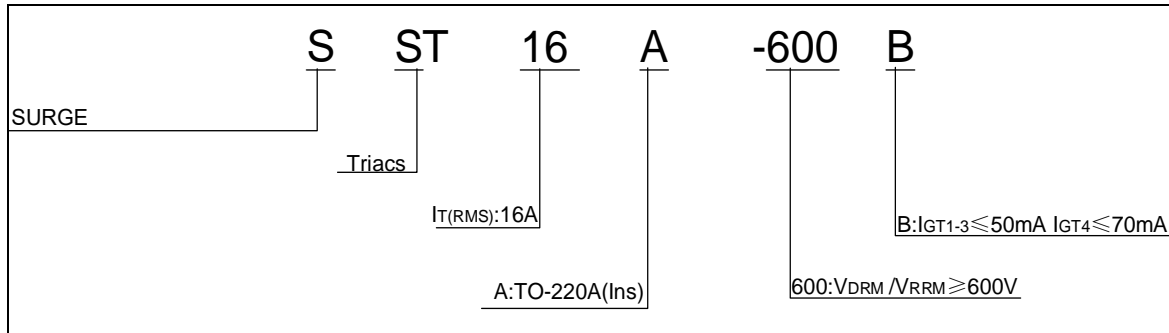 S ST 16 A -600 B
SURGE
Triacs
IT(RMS):16A
B:IGT1-3≤50mA IGT4≤70mA
A:TO-220A(Ins)
600:VDRM /VRRM≥600V